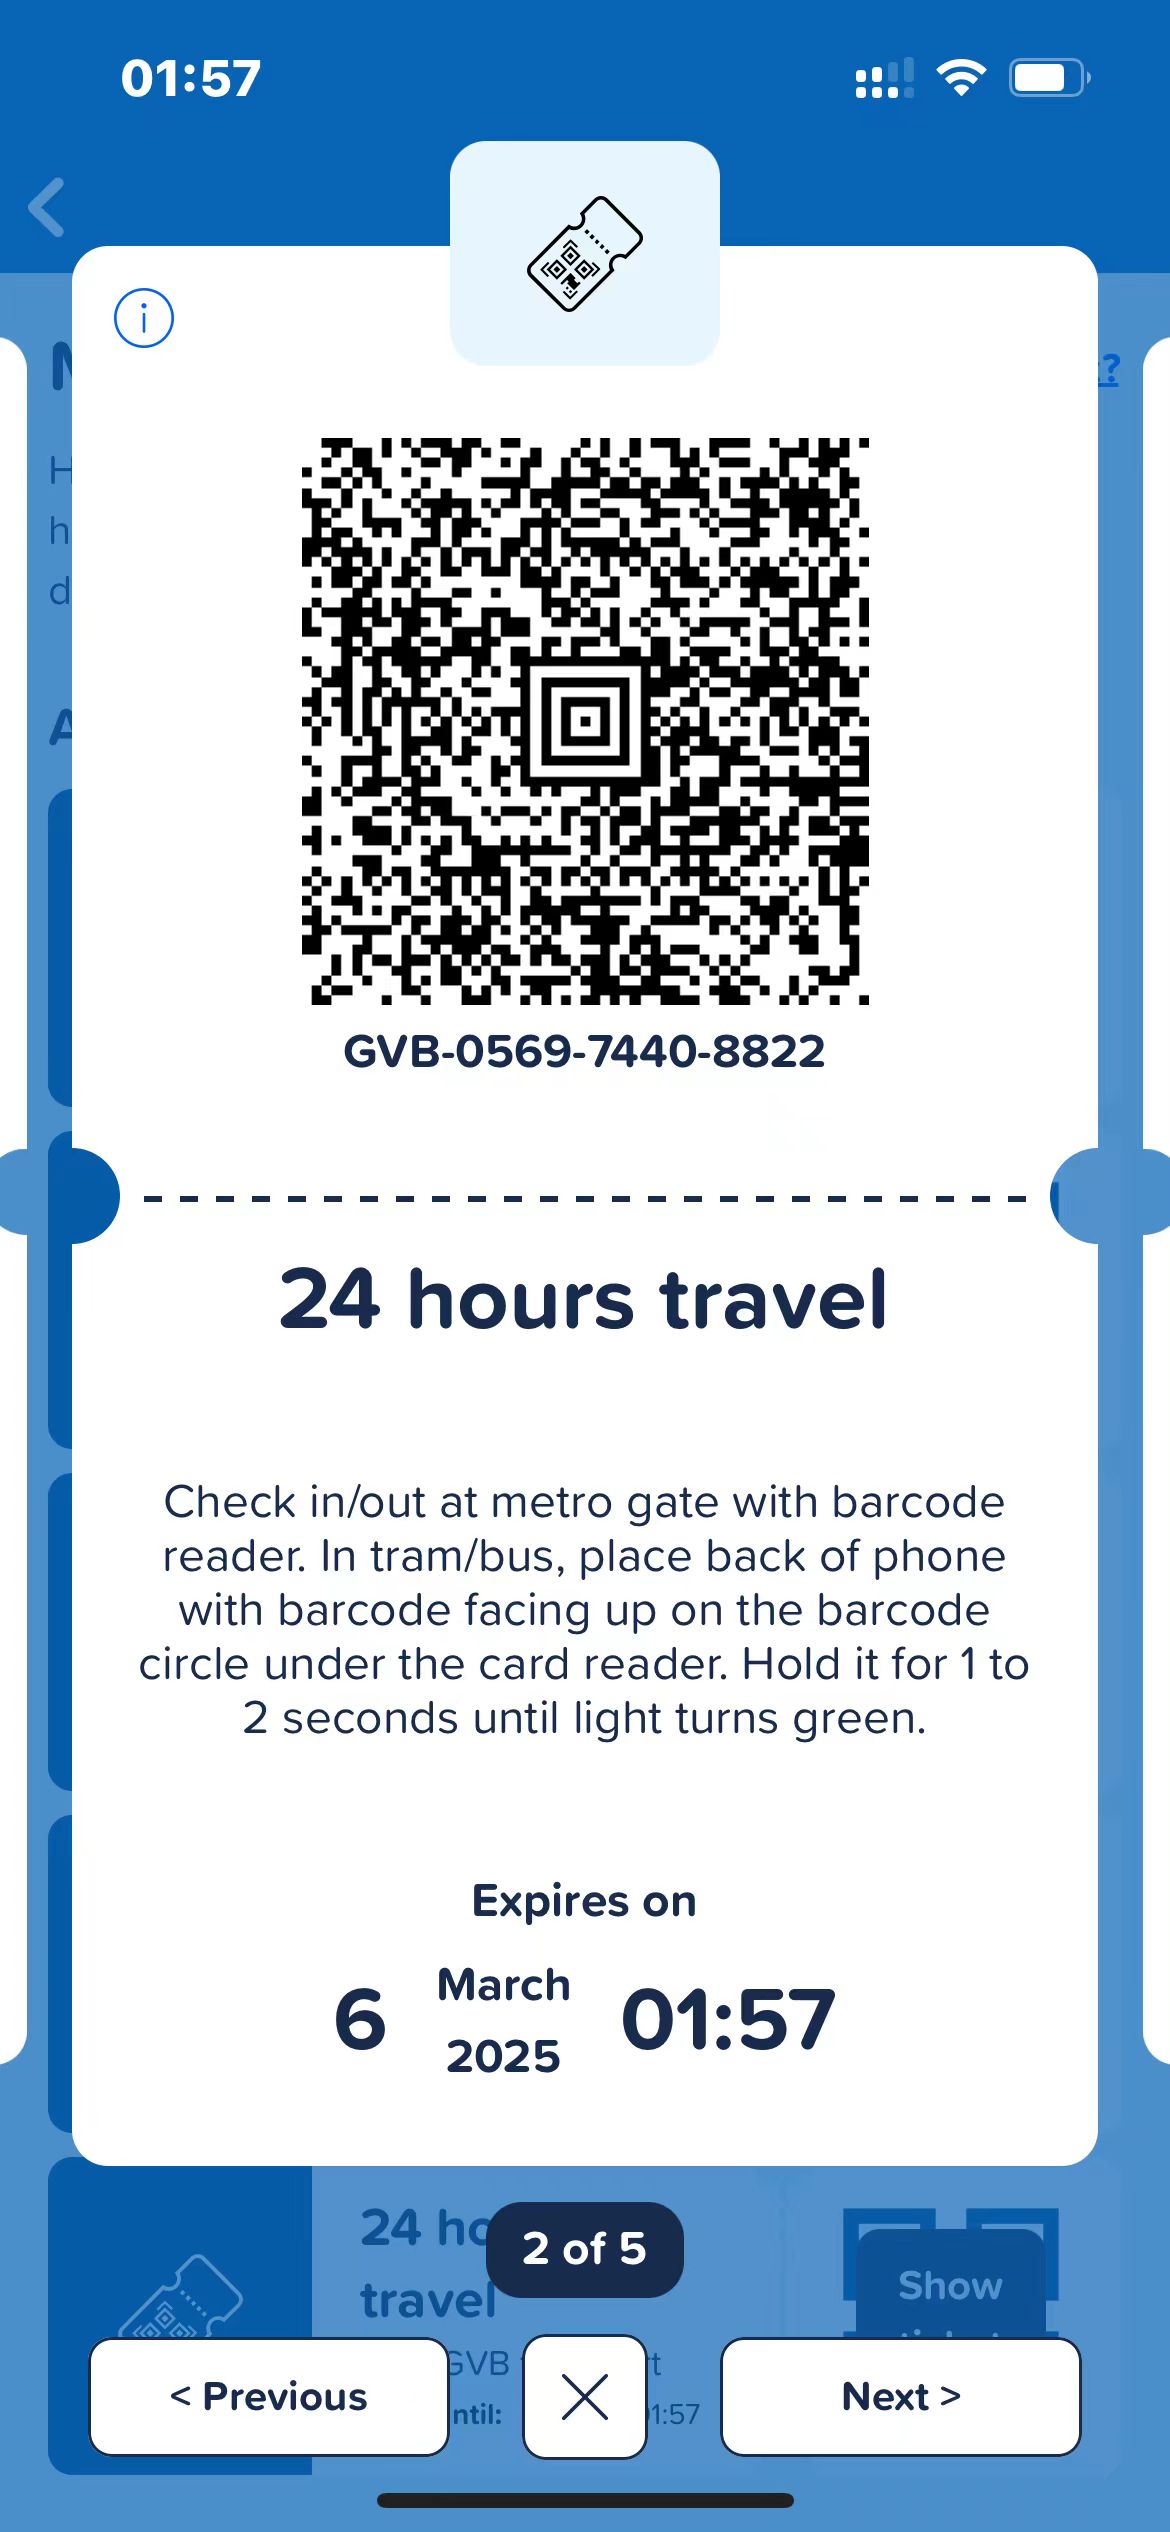 01:57
GVB-0569-7440-8822
24 hours travel
Check in/out at metro gate with barcode
reader. In tram/bus, place back of phone
with barcode facing up on the barcode
circle under the card reader. Hold it for 1 to
2 seconds until light turns green.
Expires on
6 March 2025 01:57
24
travel
2 of 5
Show
GVB
< Previous
Next >